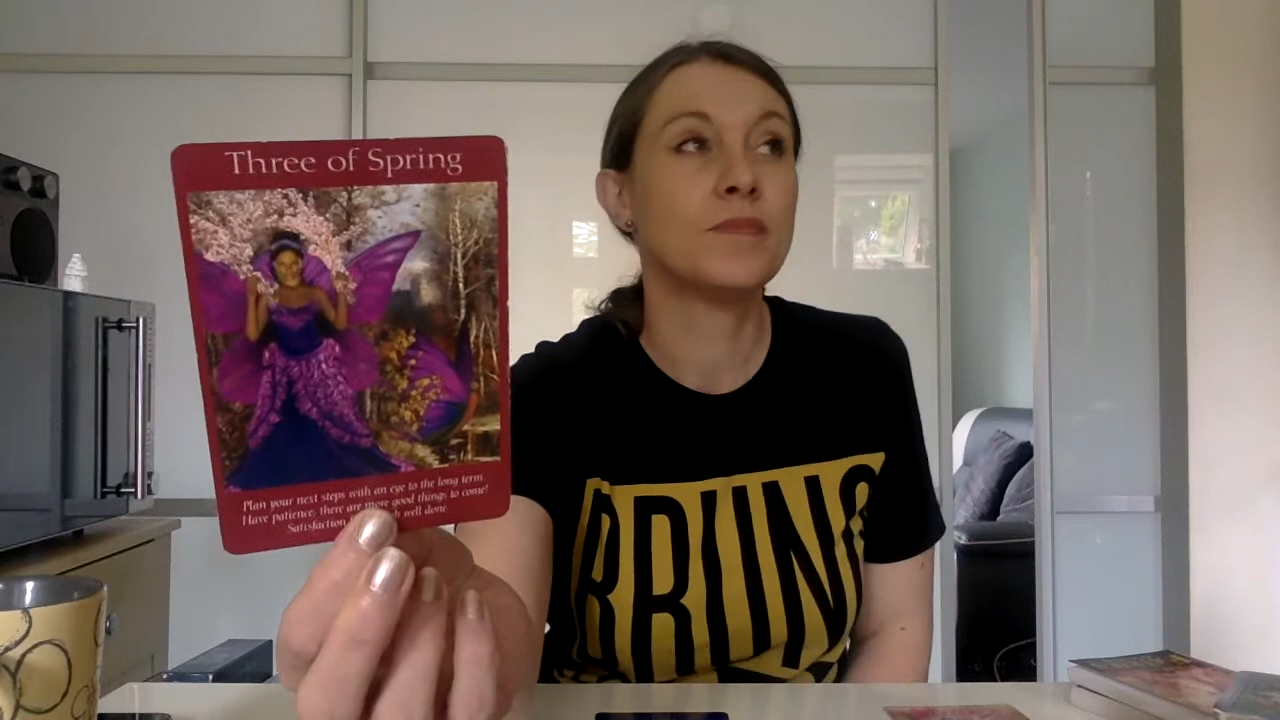 Three of Spring
Plan your next steps with an eye to the long term.
Have patience, there are more good things to come!
Satisfaction well done.